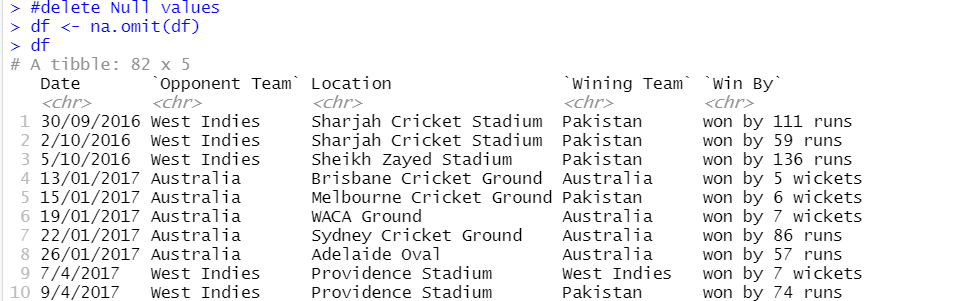 > #delete Null values
> df <- na.omit(df)
> df
# A tibble: 82 x 5
   Date       `Opponent Team` Location                 `Wining Team` `Win By`
   <chr>      <chr>           <chr>                    <chr>         <chr>
 1 30/09/2016 West Indies     Sharjah Cricket Stadium  Pakistan      won by 111 runs
 2 2/10/2016  West Indies     Sharjah Cricket Stadium  Pakistan      won by 59 runs
 3 5/10/2016  West Indies     Sheikh Zayed Stadium     Pakistan      won by 136 runs
 4 13/01/2017 Australia       Brisbane Cricket Ground  Australia     won by 5 wickets
 5 15/01/2017 Australia       Melbourne Cricket Ground Pakistan      won by 6 wickets
 6 19/01/2017 Australia       WACA Ground              Australia     won by 7 wickets
 7 22/01/2017 Australia       Sydney Cricket Ground    Australia     won by 86 runs
 8 26/01/2017 Australia       Adelaide Oval            Australia     won by 57 runs
 9 7/4/2017   West Indies     Providence Stadium       West Indies   won by 7 wickets
10 9/4/2017   West Indies     Providence Stadium       Pakistan      won by 74 runs